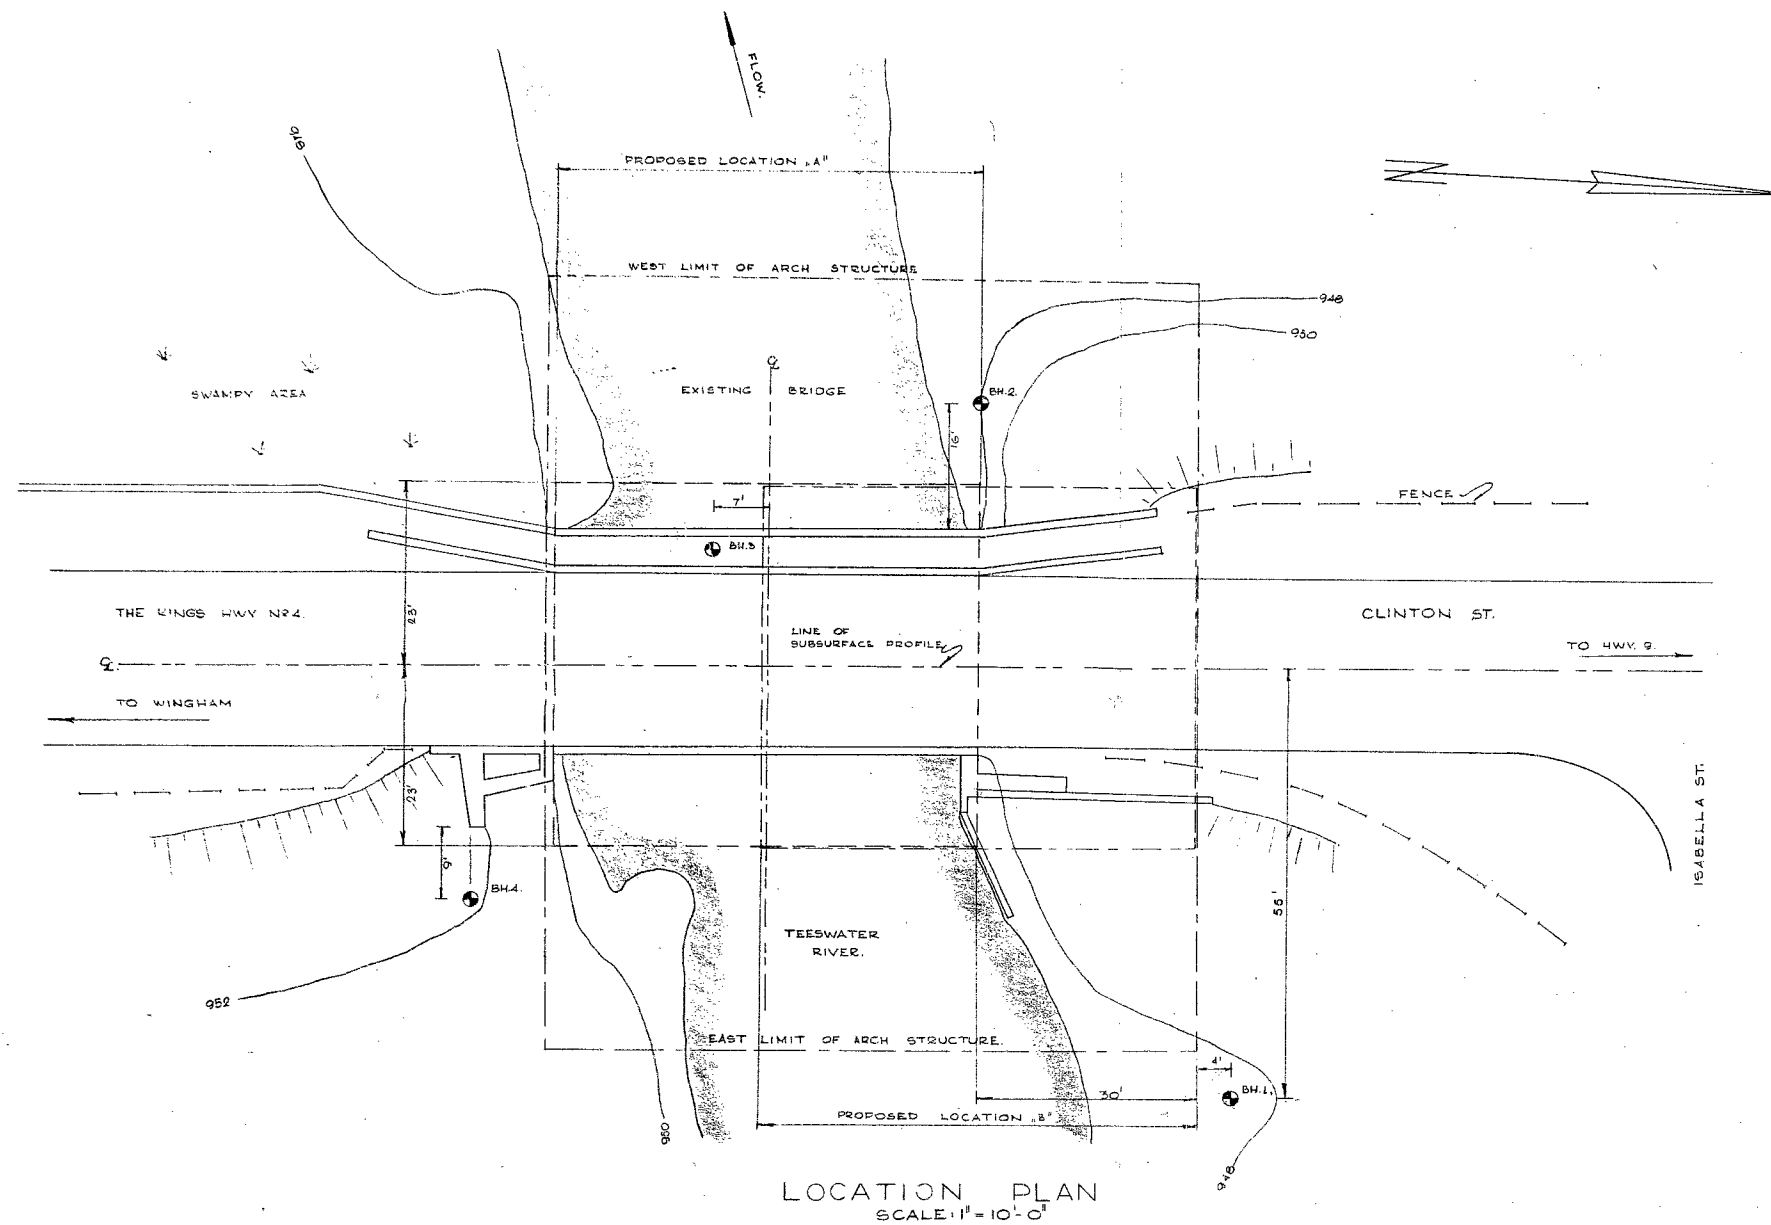 FLOW.
948
PROPOSED LOCATION "A"
N
WEST LIMIT OF ARCH STRUCTURE
948
950
℄
SWAMPY AREA
EXISTING BRIDGE
BH.2.
16'
7'
FENCE
BH.3
THE KINGS HWY Nº4.
23'
LINE OF
SUBSURFACE PROFILE
CLINTON ST.
℄
TO HWY. 9.
TO WINGHAM
23'
ISABELLA ST.
9'
BH.4.
55'
TEESWATER
RIVER.
952
EAST LIMIT OF ARCH STRUCTURE.
4'
BH.1.
30'
PROPOSED LOCATION "B"
950
948
LOCATION PLAN
SCALE: 1" = 10'-0"